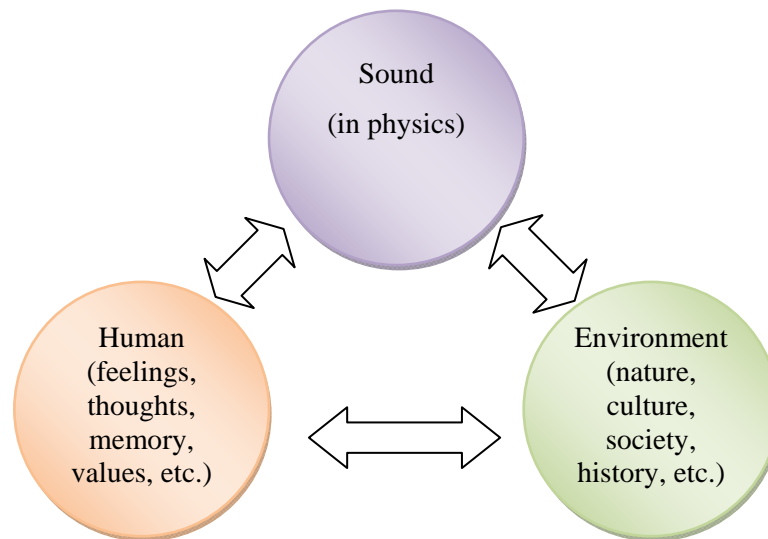 Sound
(in physics)
Human
(feelings,
thoughts,
memory,
values, etc.)
Environment
(nature,
culture,
society,
history, etc.)